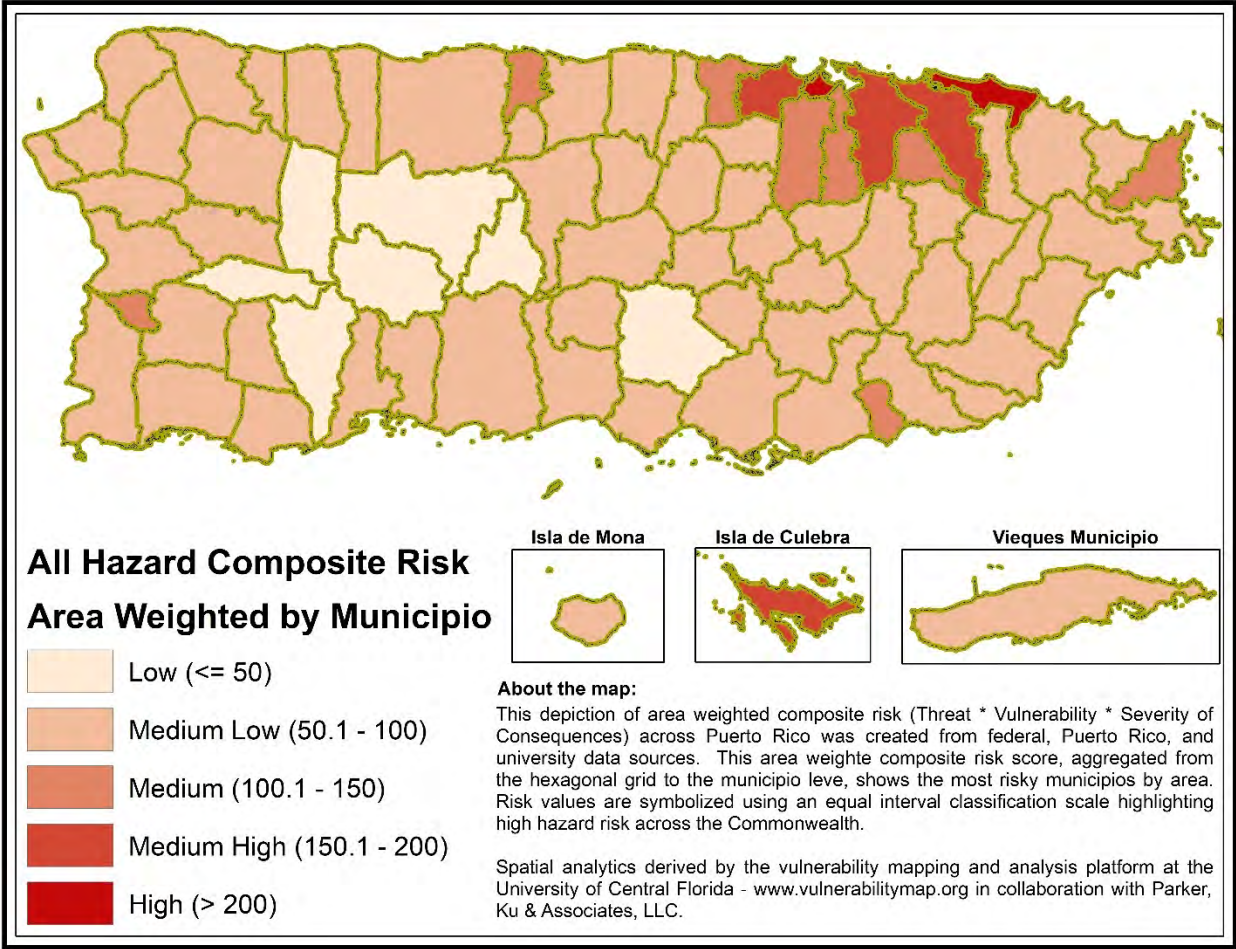 Isla de Mona
Isla de Culebra
Vieques Municipio
All Hazard Composite Risk
Area Weighted by Municipio
Low (<= 50)
Medium Low (50.1 - 100)
Medium (100.1 - 150)
Medium High (150.1 - 200)
High (> 200)
About the map:
This depiction of area weighted composite risk (Threat * Vulnerability * Severity of
Consequences) across Puerto Rico was created from federal, Puerto Rico, and
university data sources. This area weighte composite risk score, aggregated from
the hexagonal grid to the municipio leve, shows the most risky municipios by area.
Risk values are symbolized using an equal interval classification scale highlighting
high hazard risk across the Commonwealth.
Spatial analytics derived by the vulnerability mapping and analysis platform at the
University of Central Florida - www.vulnerabilitymap.org in collaboration with Parker,
Ku & Associates, LLC.